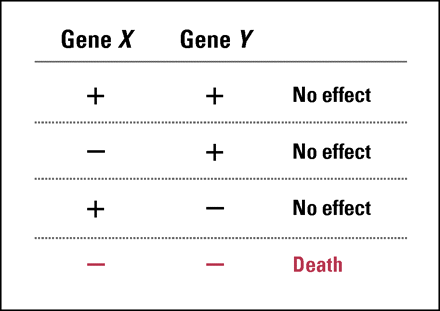 Gene X Gene Y
+ + No effect
− + No effect
+ − No effect
− − Death